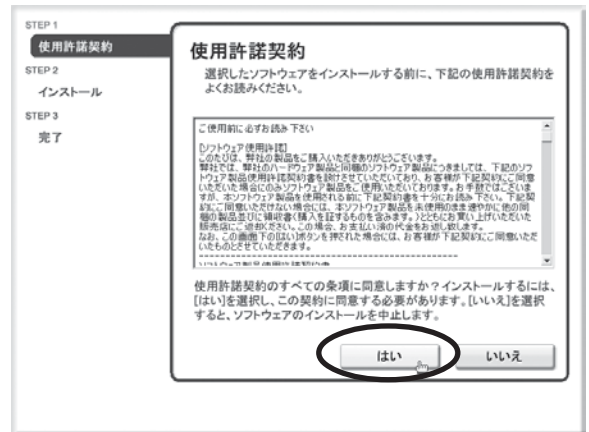 STEP 1
使用許諾契約
STEP 2
インストール
STEP 3
完了
使用許諾契約
選択したソフトウェアをインストールする前に、下記の使用許諾契約を
よくお読みください。
ご使用前に必ずお読み下さい
[ソフトウェア使用許諾]
このたびは、弊社の製品をご購入いただきありがとうございます。
弊社では、弊社のハードウェア製品と同梱のソフトウェア製品につきましては、下記のソフ
トウェア製品使用許諾契約書を設けさせていただいており、お客様が下記契約にご同意
いただいた場合にのみソフトウェア製品をご使用いただいております。お手数ではございま
すが、本ソフトウェア製品を使用される前に下記契約書を十分にお読み下さい。下記契
約にご同意いただけない場合には、本ソフトウェア製品を未使用のまま速やかに他の同
梱の製品並びに領収書(購入を証するものを含みます。)とともにお買い上げいただいた
販売店にご返却ください。この場合、お支払い済の代金をお返し致します。
なお、この画面下の[はい]ボタンを押された場合には、お客様が下記契約にご同意いただ
いたものとさせていただきます。
ソフトウェア製品使用許諾契約書
使用許諾契約のすべての条項に同意しますか？インストールするには、
[はい]を選択し、この契約に同意する必要があります。[いいえ]を選択
すると、ソフトウェアのインストールを中止します。
はい
いいえ